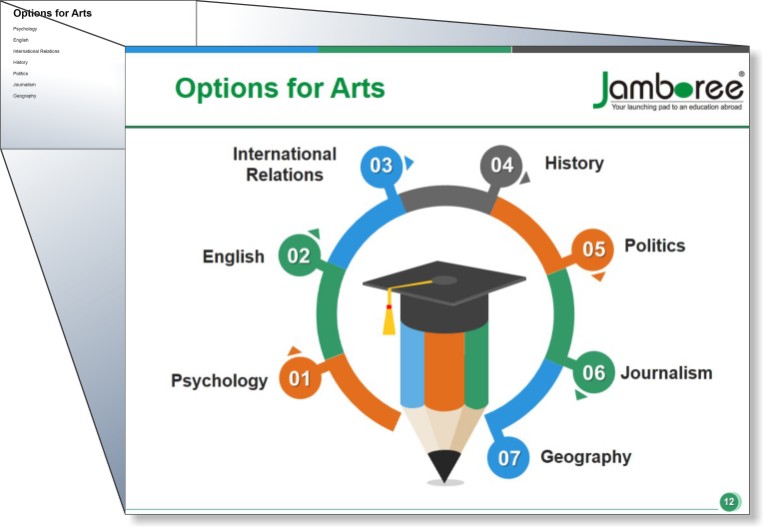 Options for Arts
Psychology
English
International Relations
History
Politics
Journalism
Geography
Options for Arts
Jamboree®
Your launching pad to an education abroad
International
Relations
03
04
History
English
02
05
Politics
Psychology
01
06
Journalism
07
Geography
12